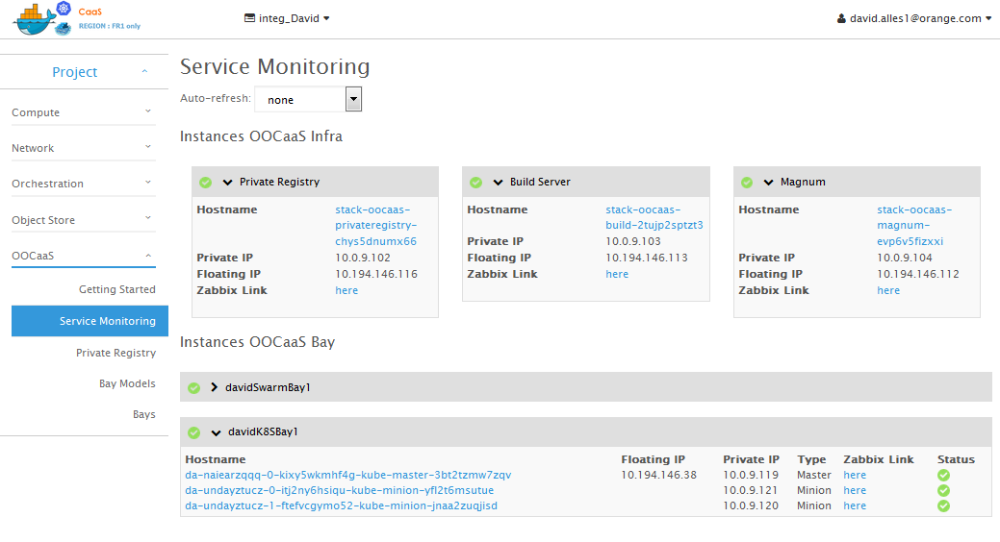 CaaS
REGION : FR1 only
integ_David
david.alles1@orange.com
Project
Compute
Network
Orchestration
Object Store
OOCaaS
Getting Started
Service Monitoring
Private Registry
Bay Models
Bays
Service Monitoring
Auto-refresh: none
Instances OOCaaS Infra
Private Registry
Hostname stack-oocaas-
privateregistry-
chys5dnumx66
Private IP 10.0.9.102
Floating IP 10.194.146.116
Zabbix Link here
Build Server
Hostname stack-oocaas-
build-2tujp2sptzt3
Private IP 10.0.9.103
Floating IP 10.194.146.113
Zabbix Link here
Magnum
Hostname stack-oocaas-
magnum-
evp6v5fizxxi
Private IP 10.0.9.104
Floating IP 10.194.146.112
Zabbix Link here
Instances OOCaaS Bay
davidSwarmBay1
davidK8SBay1
Hostname Floating IP Private IP Type Zabbix Link Status
da-naiearzqqq-0-kixy5wkmhf4g-kube-master-3bt2tzmw7zqv 10.194.146.38 10.0.9.119 Master here
da-undayztucz-0-itj2ny6hsiqu-kube-minion-yfl2t6msutue 10.0.9.121 Minion here
da-undayztucz-1-ftefvcgymo52-kube-minion-jnaa2zuqjisd 10.0.9.120 Minion here